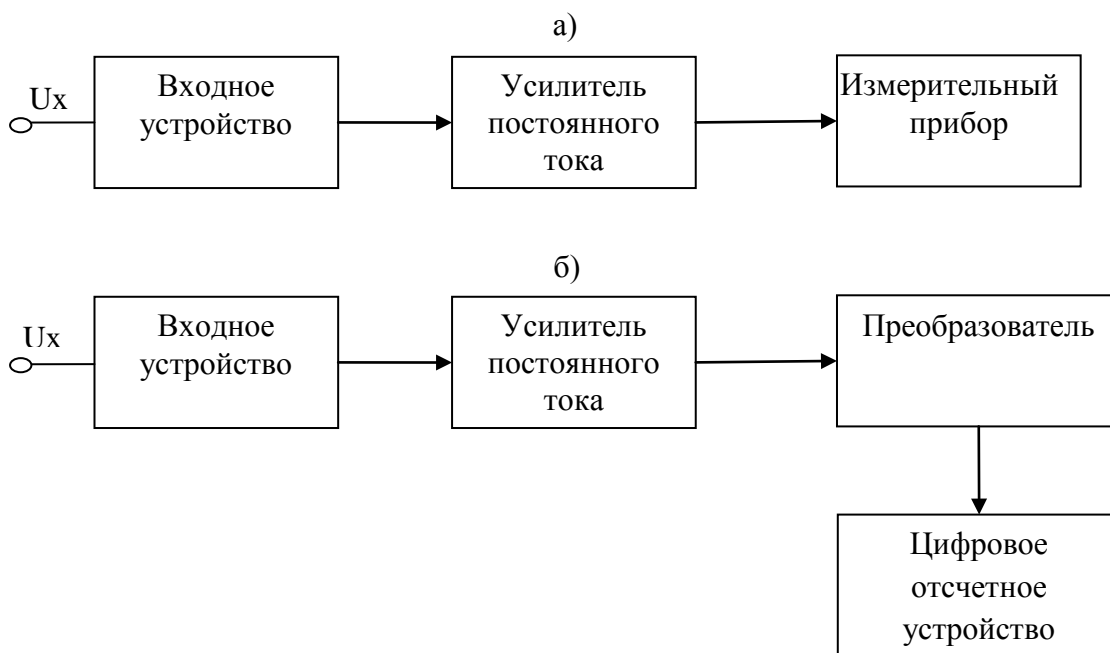 а)
Ux
Входное
устройство
Усилитель
постоянного
тока
Измерительный
прибор
б)
Ux
Входное
устройство
Усилитель
постоянного
тока
Преобразователь
Цифровое
отсчетное
устройство